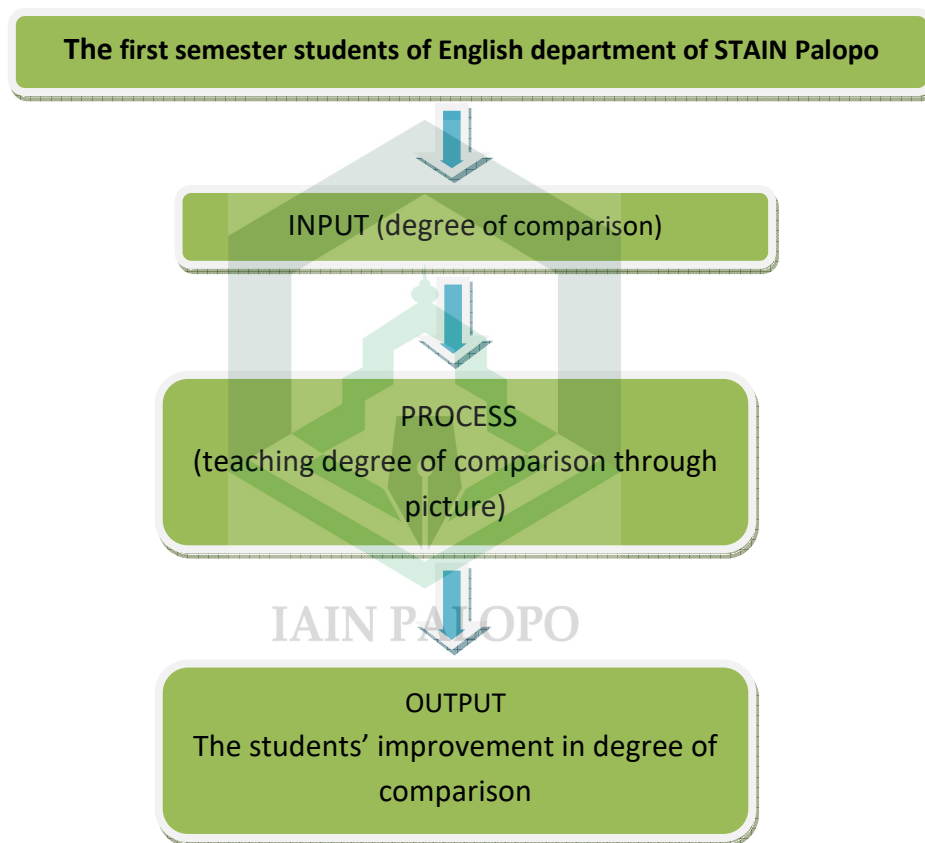 The first semester students of English department of STAIN Palopo
INPUT (degree of comparison)
PROCESS
(teaching degree of comparison through
picture)
IAIN PALOPO
OUTPUT
The students’ improvement in degree of
comparison